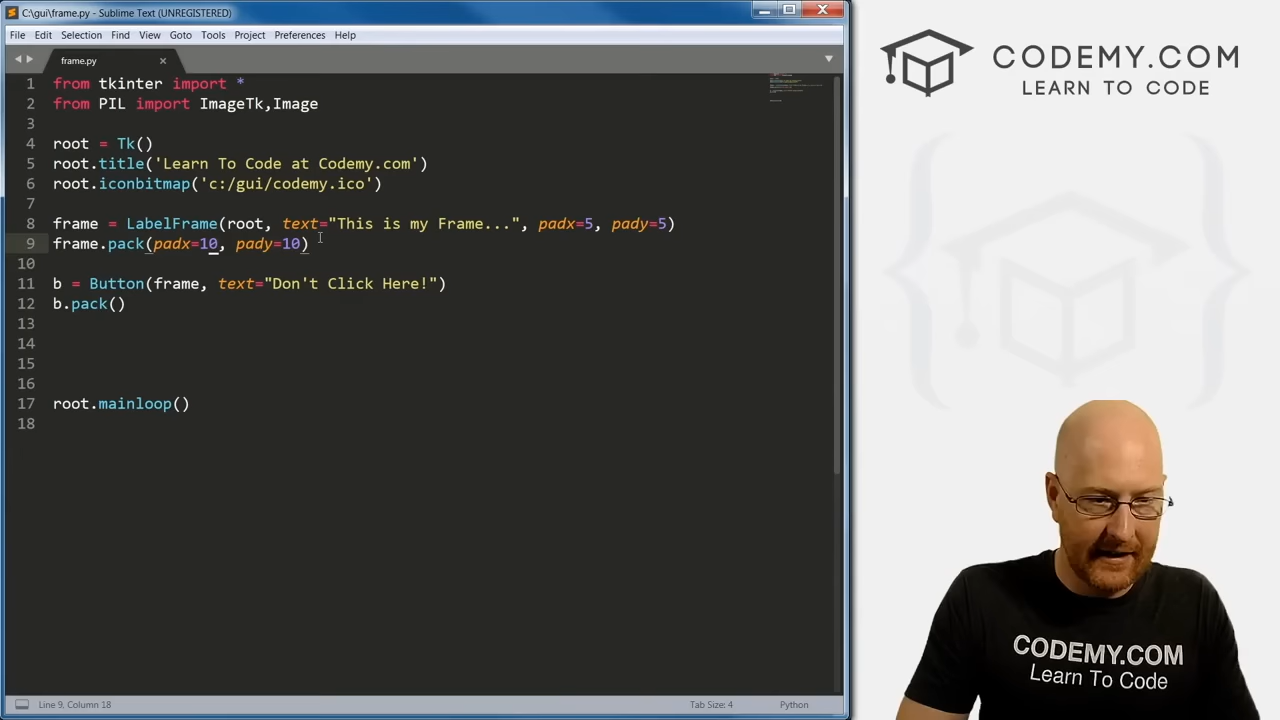 C:\gui\frame.py - Sublime Text (UNREGISTERED)
File Edit Selection Find View Goto Tools Project Preferences Help
frame.py
1 from tkinter import *
2 from PIL import ImageTk,Image
3
4 root = Tk()
5 root.title('Learn To Code at Codemy.com')
6 root.iconbitmap('c:/gui/codemy.ico')
7
8 frame = LabelFrame(root, text="This is my Frame...", padx=5, pady=5)
9 frame.pack(padx=10, pady=10)
10
11 b = Button(frame, text="Don't Click Here!")
12 b.pack()
13
14
15
16
17 root.mainloop()
18
Line 9, Column 18
Tab Size: 4
Python
CODEMY.COM
LEARN TO CODE
CODEMY.COM
Learn To Code